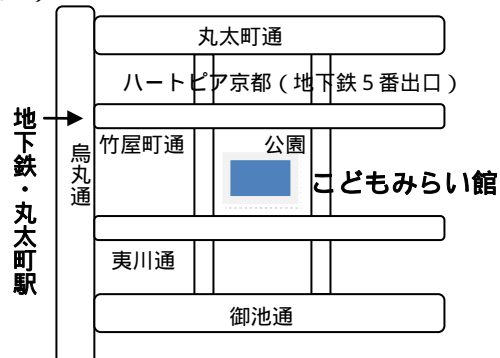 丸太町通
ハートピア京都（地下鉄５番出口）
地下鉄・丸太町駅
烏丸通
竹屋町通
公園
こどもみらい館
夷川通
御池通